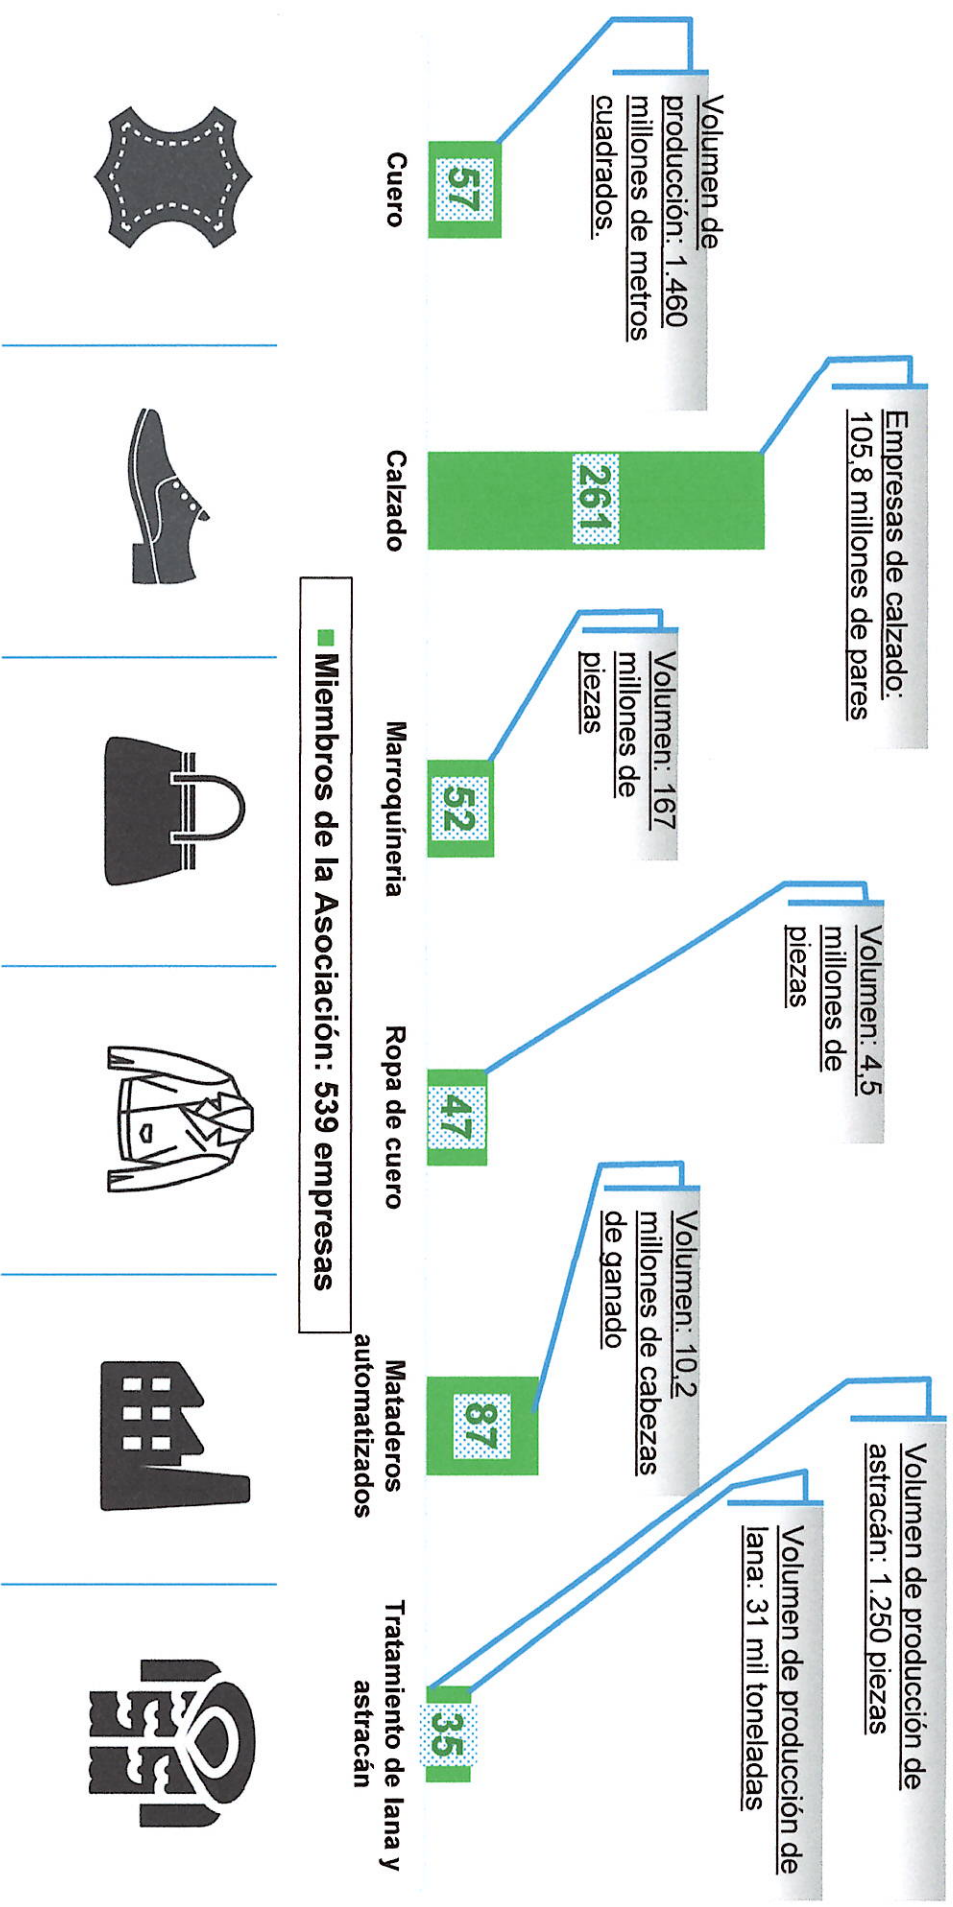 Volumen de
producción: 1.460
millones de metros
cuadrados.
Empresas de calzado:
105,8 millones de pares
Volumen: 167
millones de
piezas
Volumen: 4,5
millones de
piezas
Volumen: 10,2
millones de cabezas
de ganado
Volumen de producción de
astracán: 1.250 piezas
Volumen de producción de
lana: 31 mil toneladas
57
261
52
47
87
35
Cuero
Calzado
Marroquíneria
Ropa de cuero
Mataderos
automatizados
Tratamiento de lana y
astracán
Miembros de la Asociación: 539 empresas